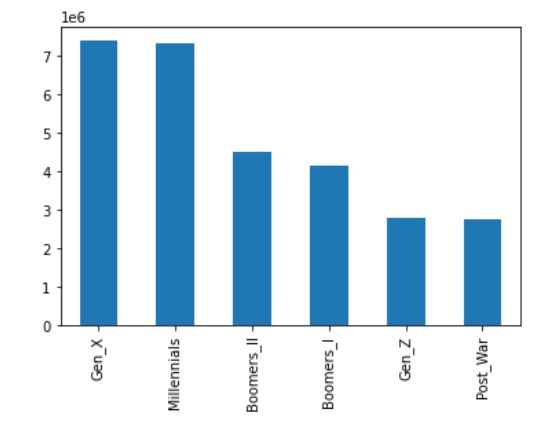 1e6
7
6
5
4
3
2
1
0
Gen_X
Millennials
Boomers_II
Boomers_I
Gen_Z
Post_War